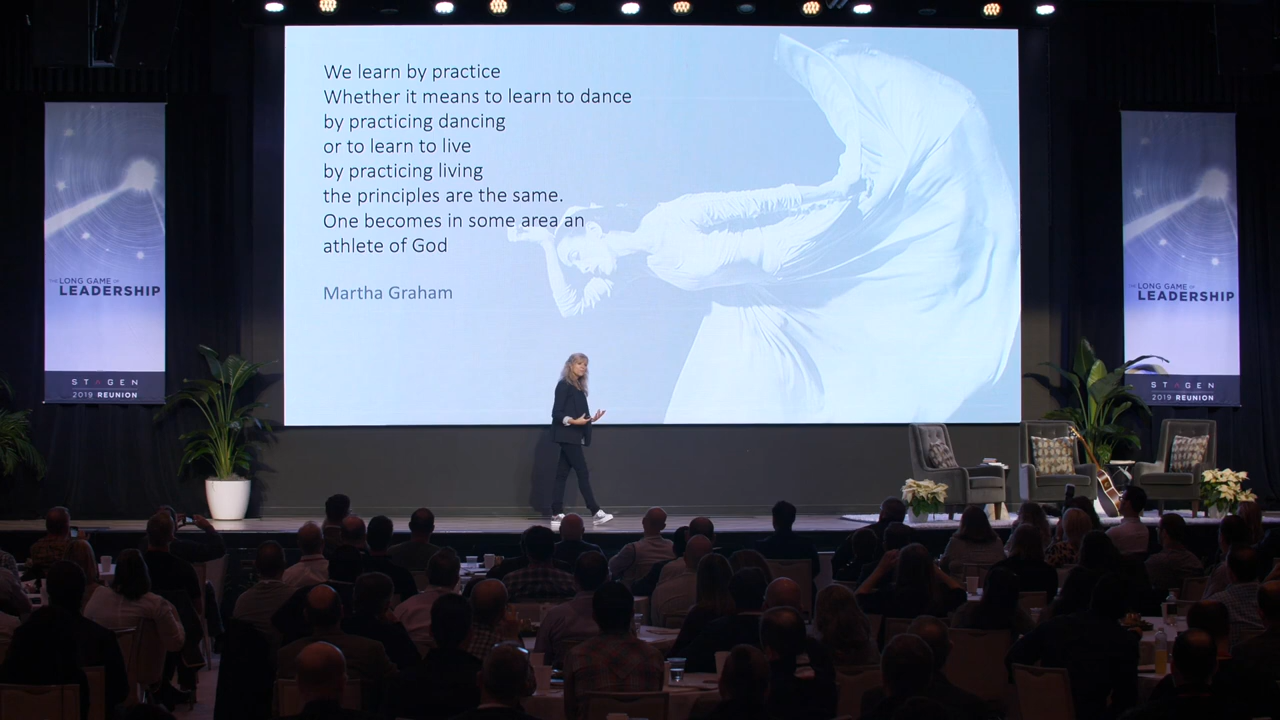 We learn by practice
Whether it means to learn to dance
by practicing dancing
or to learn to live
by practicing living
the principles are the same.
One becomes in some area an
athlete of God
Martha Graham
THE LONG GAME OF
LEADERSHIP
STAGEN
2019 REUNION
THE LONG GAME OF
LEADERSHIP
STAGEN
2019 REUNION